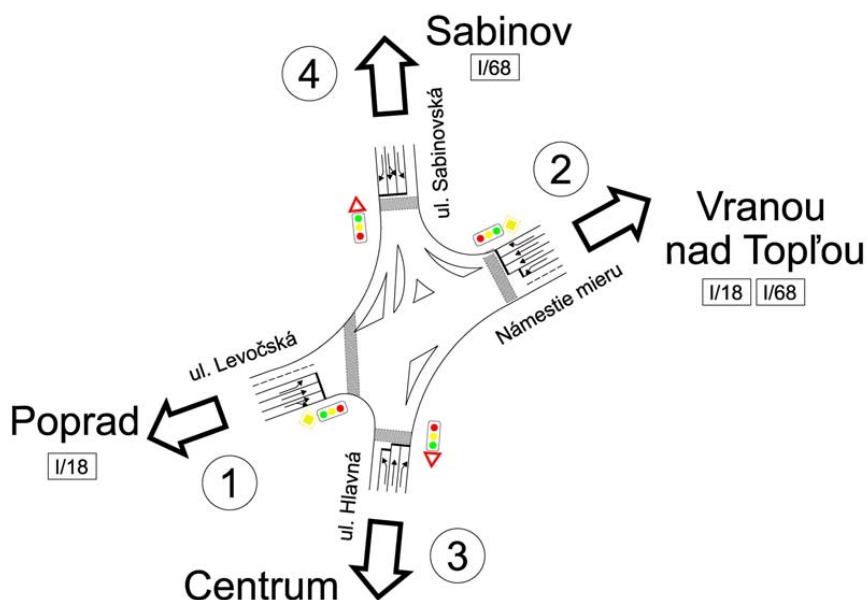 Sabinov
I/68
4
ul. Sabinovská
2
Vranou
nad Topľou
I/18 I/68
Námestie mieru
ul. Levočská
Poprad
I/18
1
ul. Hlavná
3
Centrum